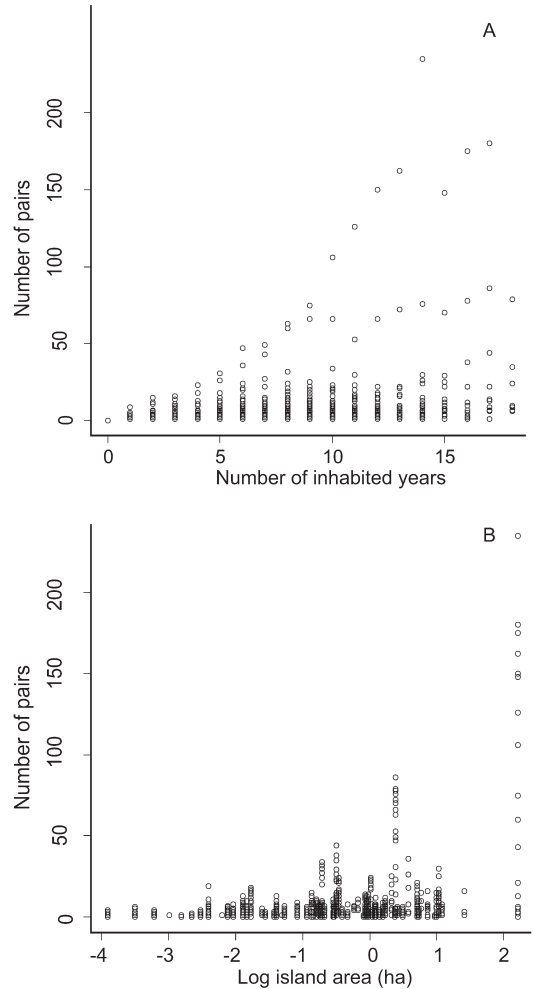 A
200
150
100
50
0
Number of pairs
0 5 10 15
Number of inhabited years
B
200
150
100
50
0
Number of pairs
-4 -3 -2 -1 0 1 2
Log island area (ha)